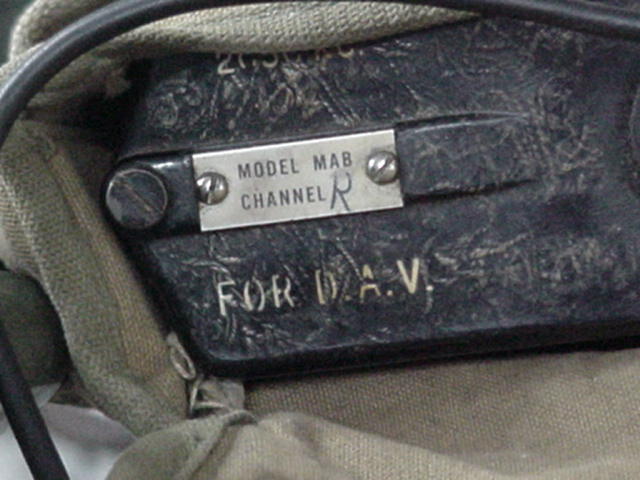 MODEL MAB
CHANNEL R
FOR D.A.V.